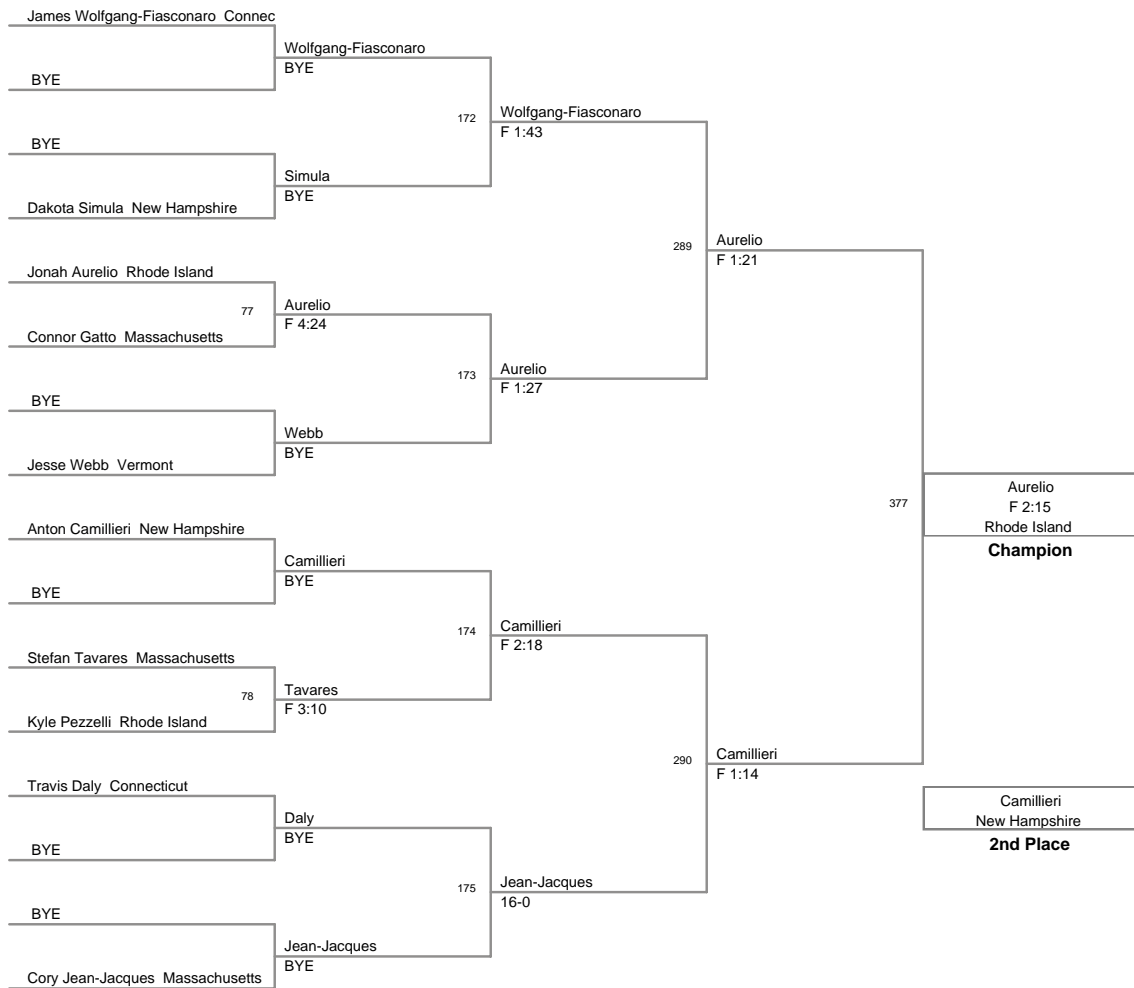 James Wolfgang-Fiasconaro  Connec
BYE
BYE
Dakota Simula  New Hampshire
Jonah Aurelio  Rhode Island
77
Connor Gatto  Massachusetts
BYE
Jesse Webb  Vermont
Anton Camillieri  New Hampshire
BYE
Stefan Tavares  Massachusetts
78
Kyle Pezzelli  Rhode Island
Travis Daly  Connecticut
BYE
BYE
Cory Jean-Jacques  Massachusetts
Wolfgang-Fiasconaro
BYE
172
Simula
BYE
Aurelio
F 4:24
173
Webb
BYE
Camillieri
BYE
174
Tavares
F 3:10
Daly
BYE
175
Jean-Jacques
BYE
Wolfgang-Fiasconaro
F 1:43
289
Aurelio
F 1:27
Camillieri
F 2:18
290
Jean-Jacques
16-0
Aurelio
F 1:21
377
Camillieri
F 1:14
Aurelio
F 2:15
Rhode Island
Champion
Camillieri
New Hampshire
2nd Place